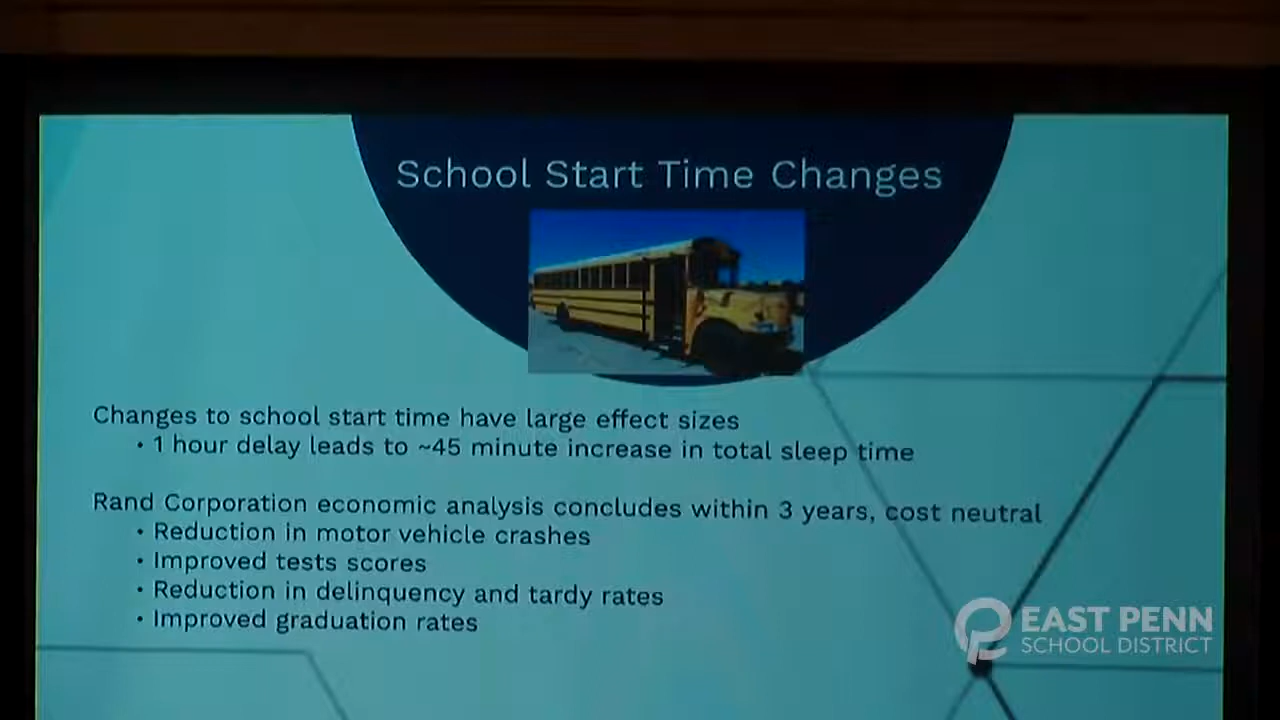 School Start Time Changes
Changes to school start time have large effect sizes
• 1 hour delay leads to ~45 minute increase in total sleep time
Rand Corporation economic analysis concludes within 3 years, cost neutral
• Reduction in motor vehicle crashes
• Improved tests scores
• Reduction in delinquency and tardy rates
• Improved graduation rates
EAST PENN
SCHOOL DISTRICT